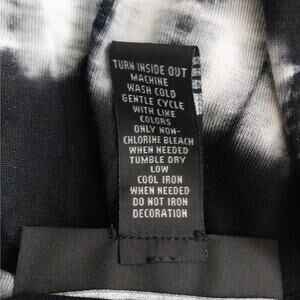 TURN INSIDE OUT
MACHINE
WASH COLD
GENTLE CYCLE
WITH LIKE
COLORS
ONLY NON-
CHLORINE BLEACH
WHEN NEEDED
TUMBLE DRY
LOW
COOL IRON
WHEN NEEDED
DO NOT IRON
DECORATION